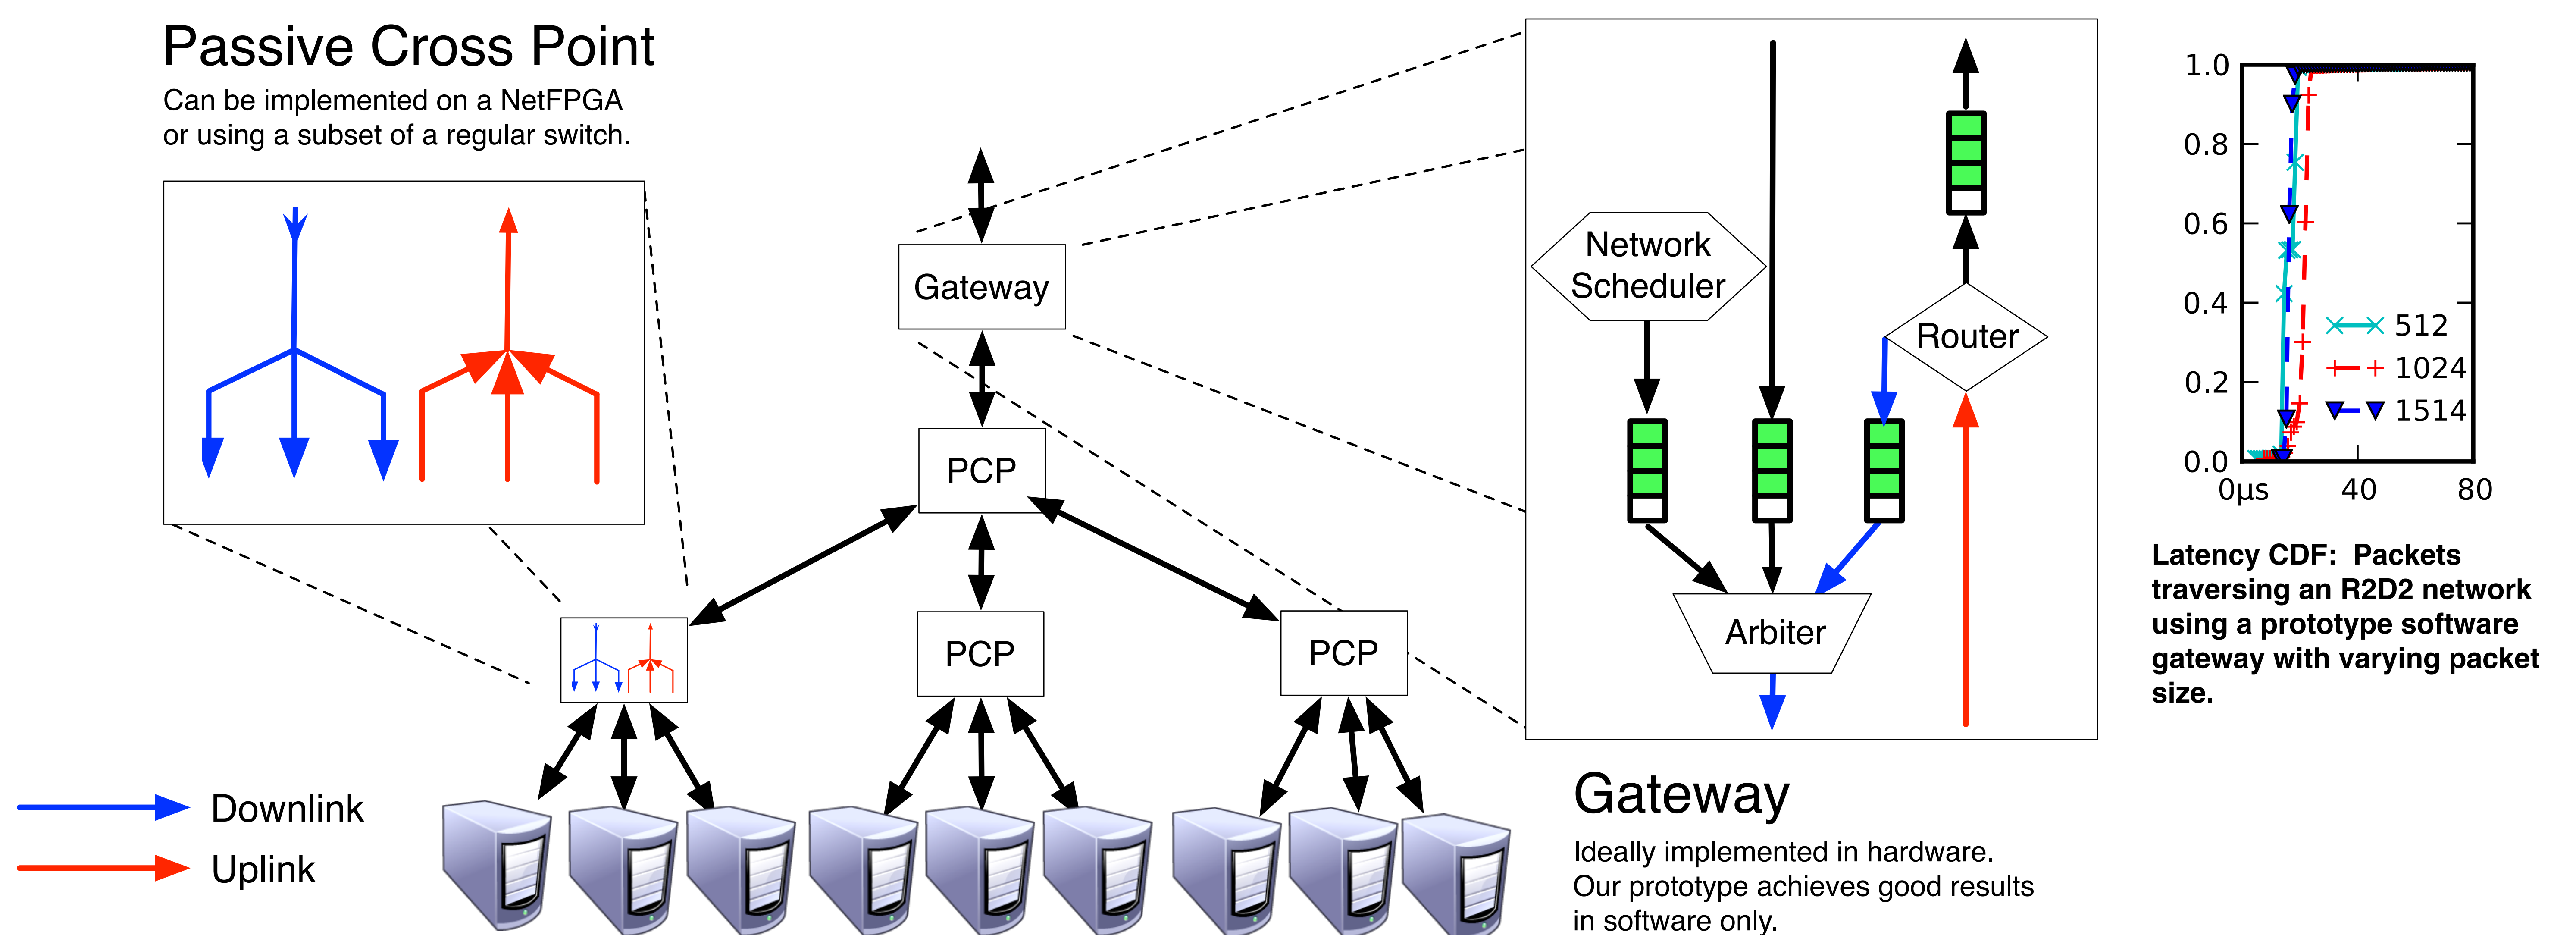 Passive Cross Point
Can be implemented on a NetFPGA
or using a subset of a regular switch.
Gateway
PCP
PCP
PCP
Downlink
Uplink
Network
Scheduler
Router
Arbiter
Gateway
Ideally implemented in hardware.
Our prototype achieves good results
in software only.
1.0
0.8
0.6
0.4
0.2
0.0
0µs
40
80
512
1024
1514
Latency CDF:  Packets
traversing an R2D2 network
using a prototype software
gateway with varying packet
size.